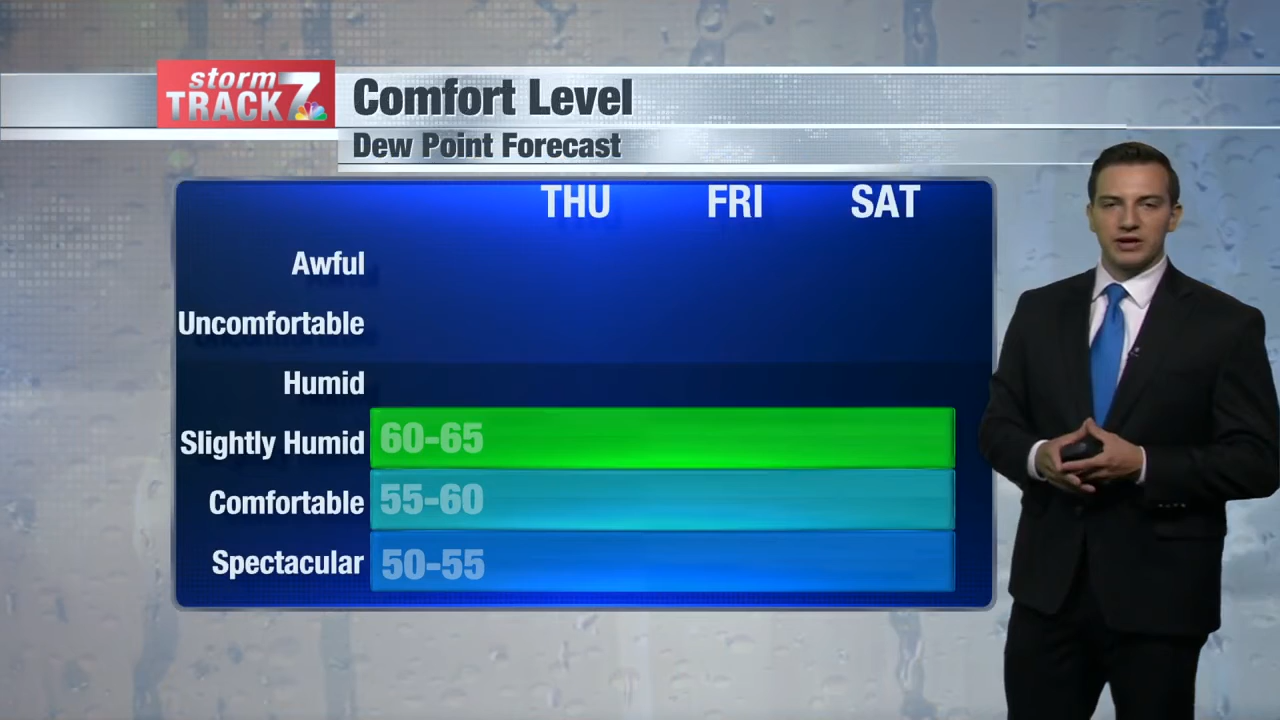 storm
TRACK 7
Comfort Level
Dew Point Forecast
THU FRI SAT
Awful
Uncomfortable
Humid
Slightly Humid 60-65
Comfortable 55-60
Spectacular 50-55